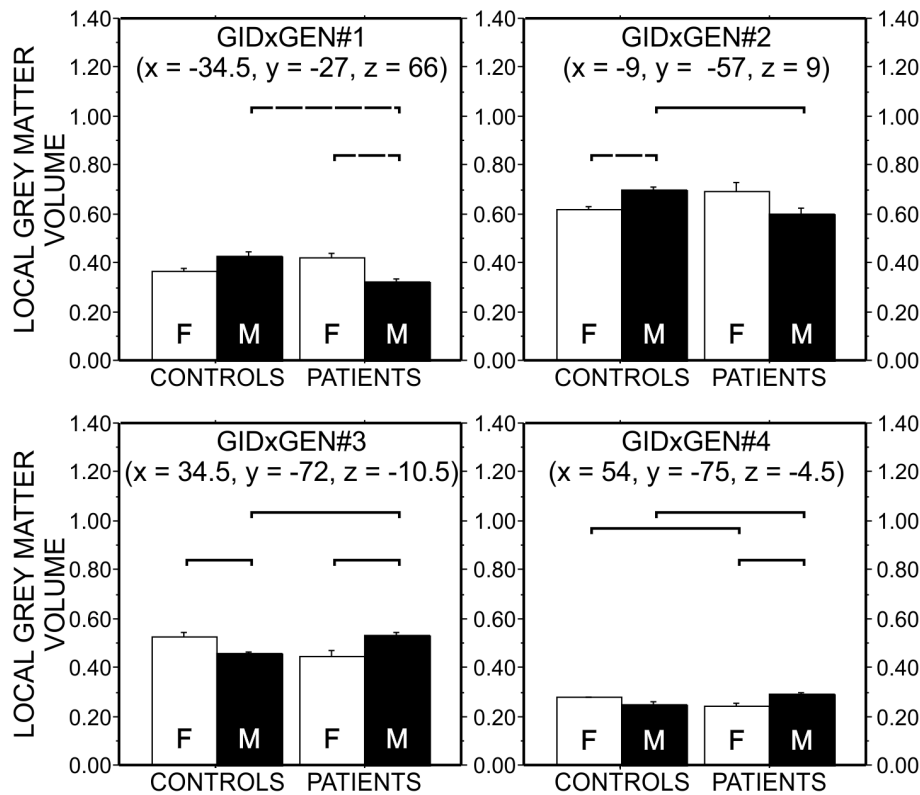 LOCAL GREY MATTER
VOLUME
1.40
1.20
1.00
0.80
0.60
0.40
0.20
0.00
GIDxGEN#1
(x = -34.5, y = -27, z = 66)
F M F M
CONTROLS PATIENTS
GIDxGEN#2
(x = -9, y = -57, z = 9)
F M F M
CONTROLS PATIENTS
1.40
1.20
1.00
0.80
0.60
0.40
0.20
0.00
1.40
1.20
1.00
0.80
0.60
0.40
0.20
0.00
LOCAL GREY MATTER
VOLUME
1.40
1.20
1.00
0.80
0.60
0.40
0.20
0.00
GIDxGEN#3
(x = 34.5, y = -72, z = -10.5)
F M F M
CONTROLS PATIENTS
1.40
1.20
1.00
0.80
0.60
0.40
0.20
0.00
GIDxGEN#4
(x = 54, y = -75, z = -4.5)
F M F M
CONTROLS PATIENTS
1.40
1.20
1.00
0.80
0.60
0.40
0.20
0.00